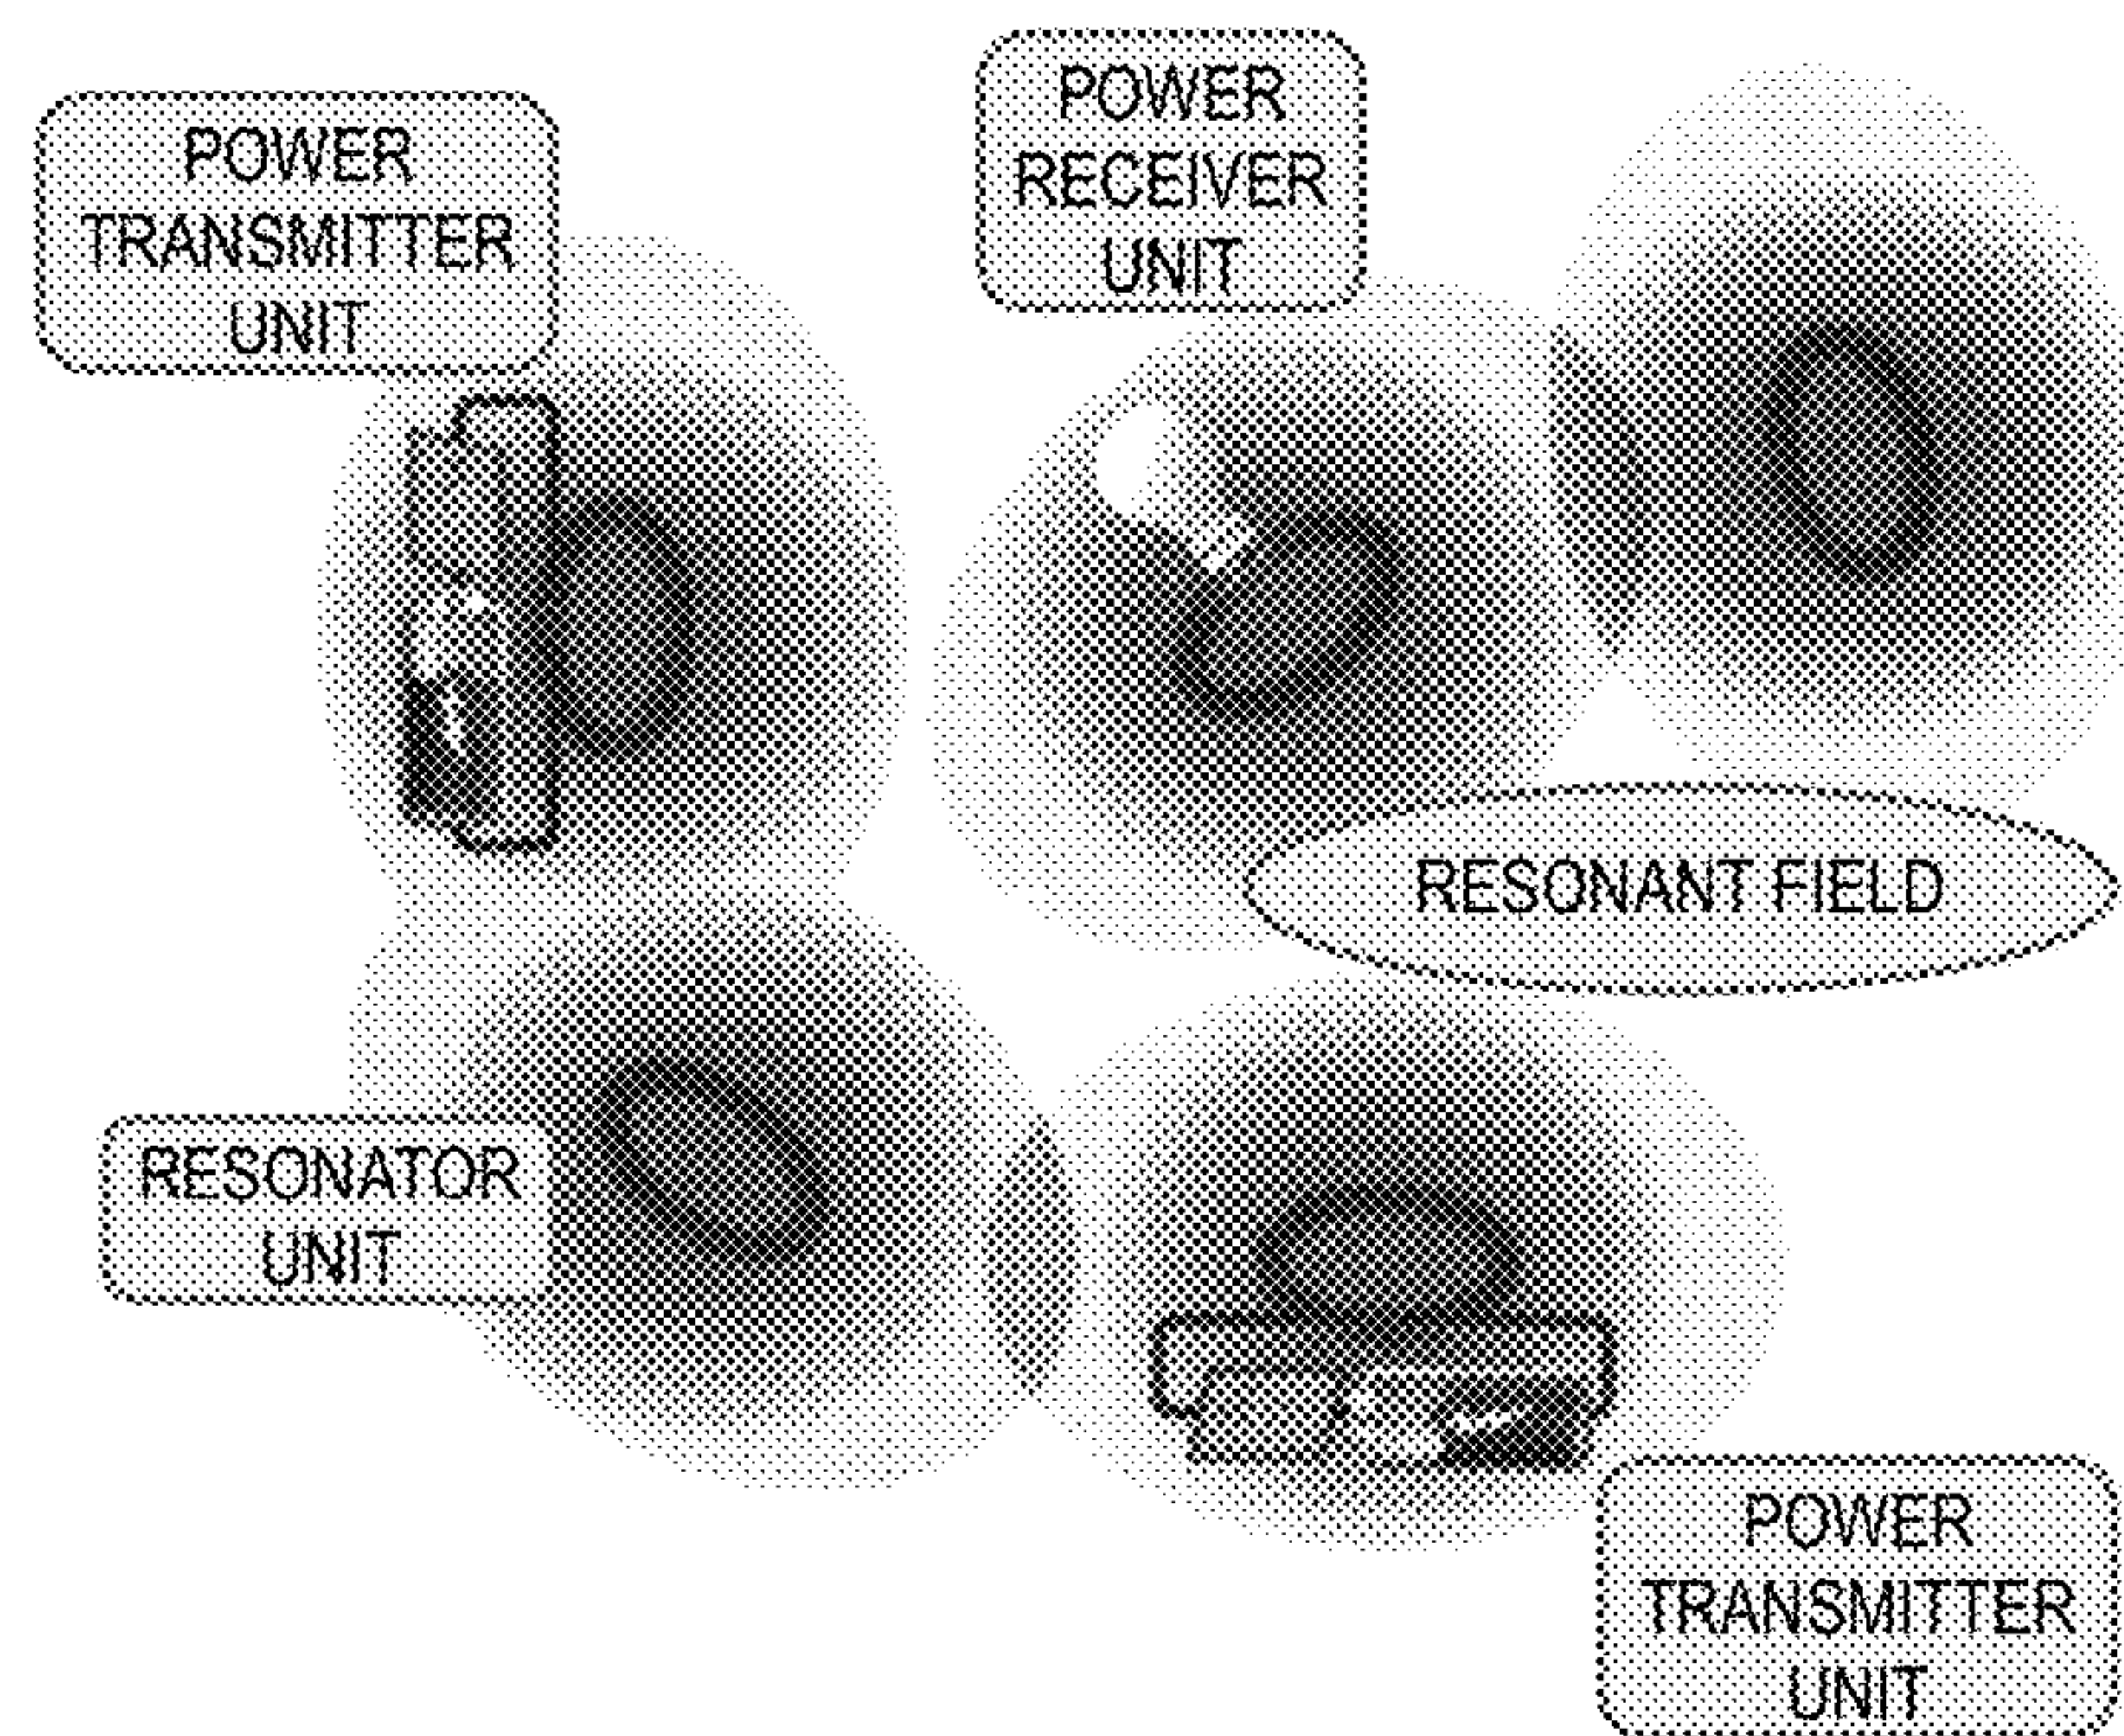 POWER
TRANSMITTER
UNIT
POWER
RECEIVER
UNIT
RESONANT FIELD
RESONATOR
UNIT
POWER
TRANSMITTER
UNIT